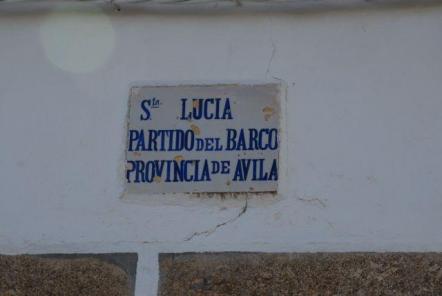 Sta. LUCIA
PARTIDO DEL BARCO
PROVINCIA DE AVILA